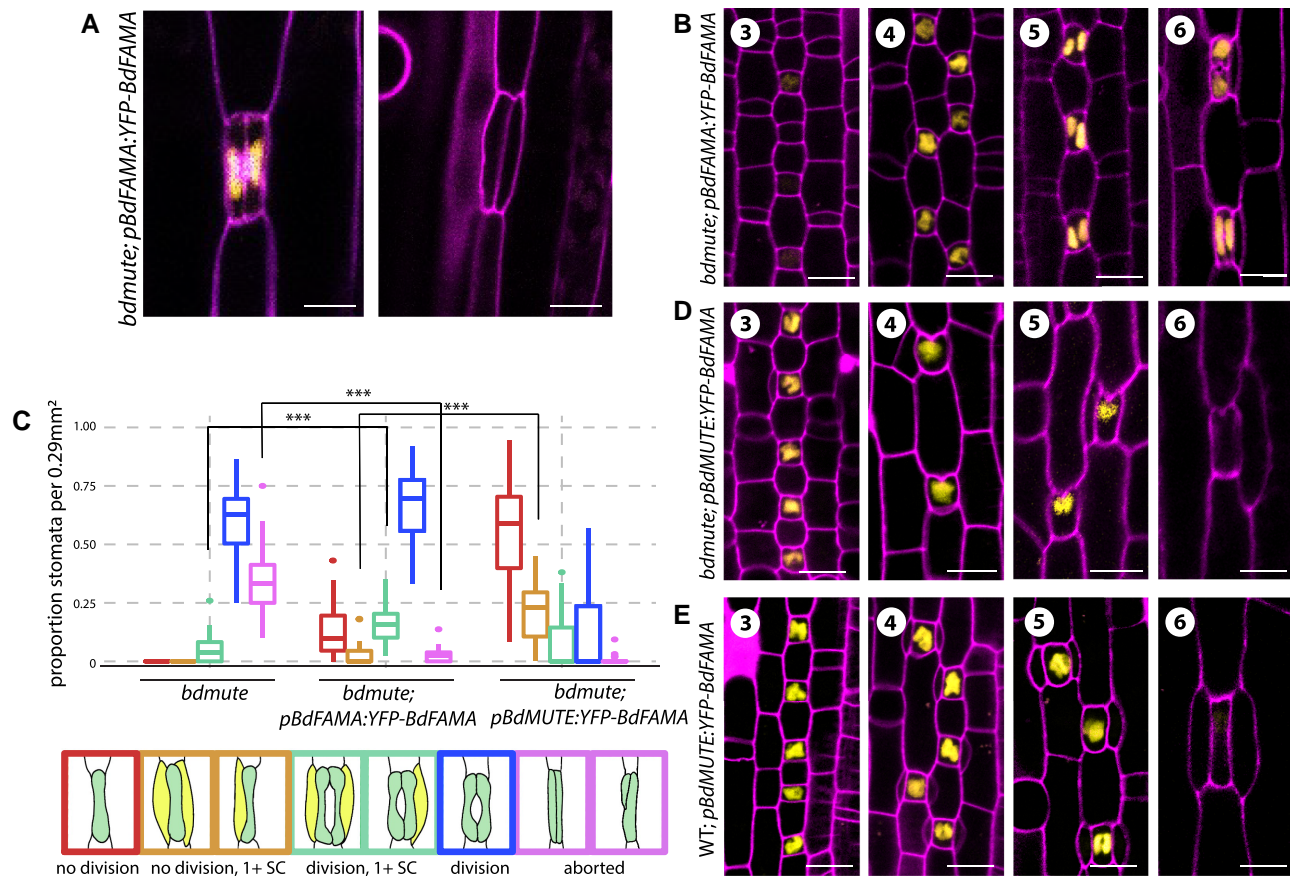 A
bdmute; pBdFAMA:YFP-BdFAMA
B
bdmute; pBdFAMA:YFP-BdFAMA
3
4
5
6
D
bdmute; pBdMUTE:YFP-BdFAMA
3
4
5
6
C
proportion stomata per 0.29mm²
1.00
0.75
0.50
0.25
0
***
***
***
bdmute
bdmute;
pBdFAMA:YFP-BdFAMA
bdmute;
pBdMUTE:YFP-BdFAMA
no division
no division, 1+ SC
division, 1+ SC
division
aborted
E
WT; pBdMUTE:YFP-BdFAMA
3
4
5
6